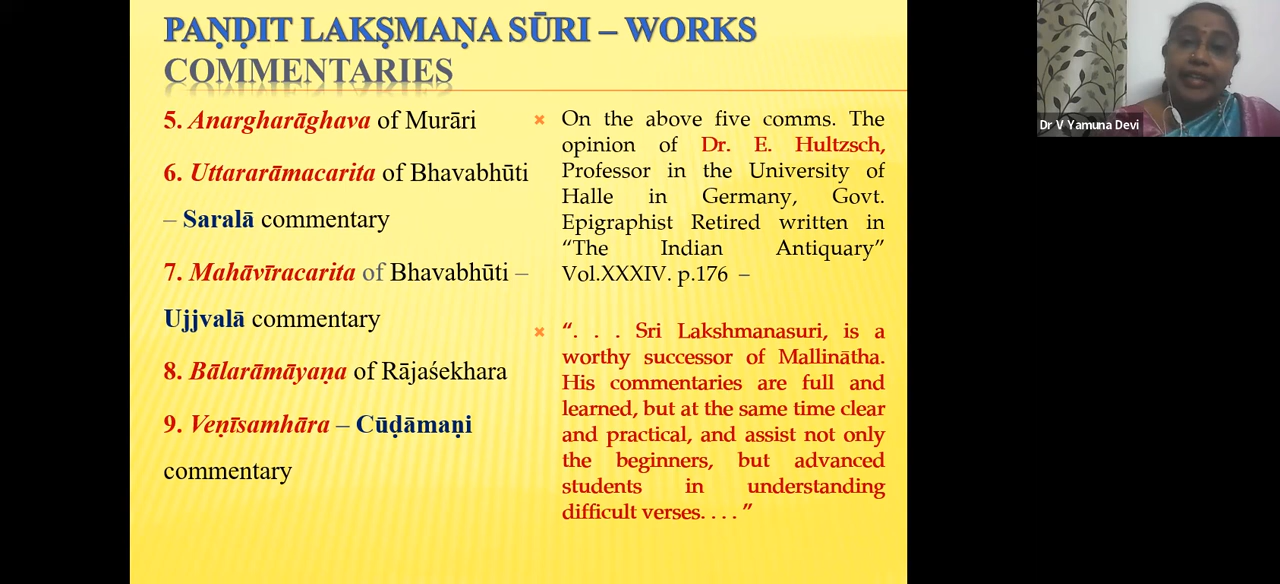 PAṆḌIT LAKṢMAṆA SŪRI – WORKS
COMMENTARIES
5. Anargharāghava of Murāri
6. Uttararāmacarita of Bhavabhūti
– Saralā commentary
7. Mahāvīracarita of Bhavabhūti –
Ujjvalā commentary
8. Bālarāmāyaṇa of Rājaśekhara
9. Veṇīsamhāra – Cūḍāmaṇi
commentary
On the above five comms. The
opinion of Dr. E. Hultzsch,
Professor in the University of
Halle in Germany, Govt.
Epigraphist Retired written in
“The Indian Antiquary”
Vol.XXXIV. p.176 –
“. . . Sri Lakshmanasuri, is a
worthy successor of Mallinātha.
His commentaries are full and
learned, but at the same time clear
and practical, and assist not only
the beginners, but advanced
students in understanding
difficult verses. . . . ”
Dr V Yamuna Devi